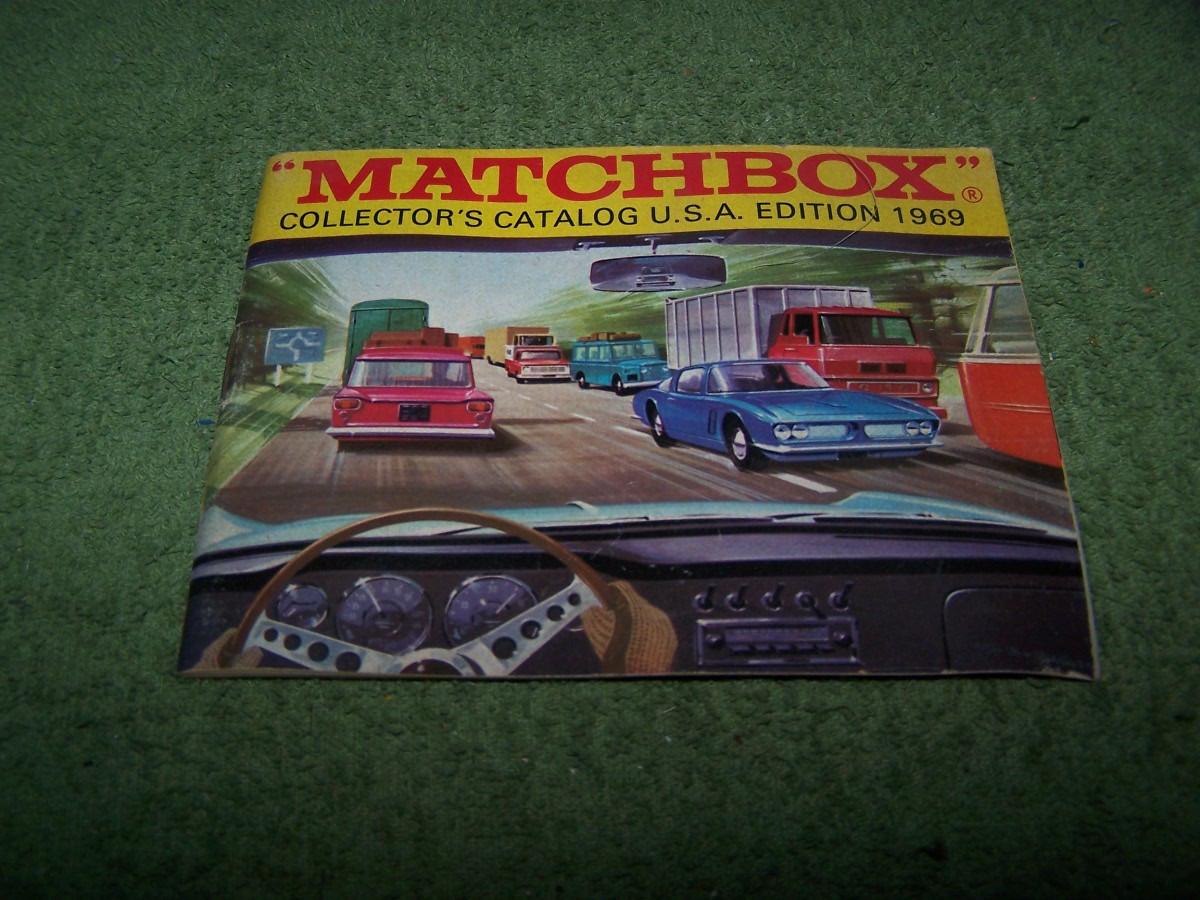 “MATCHBOX”®
COLLECTOR'S CATALOG U.S.A. EDITION 1969